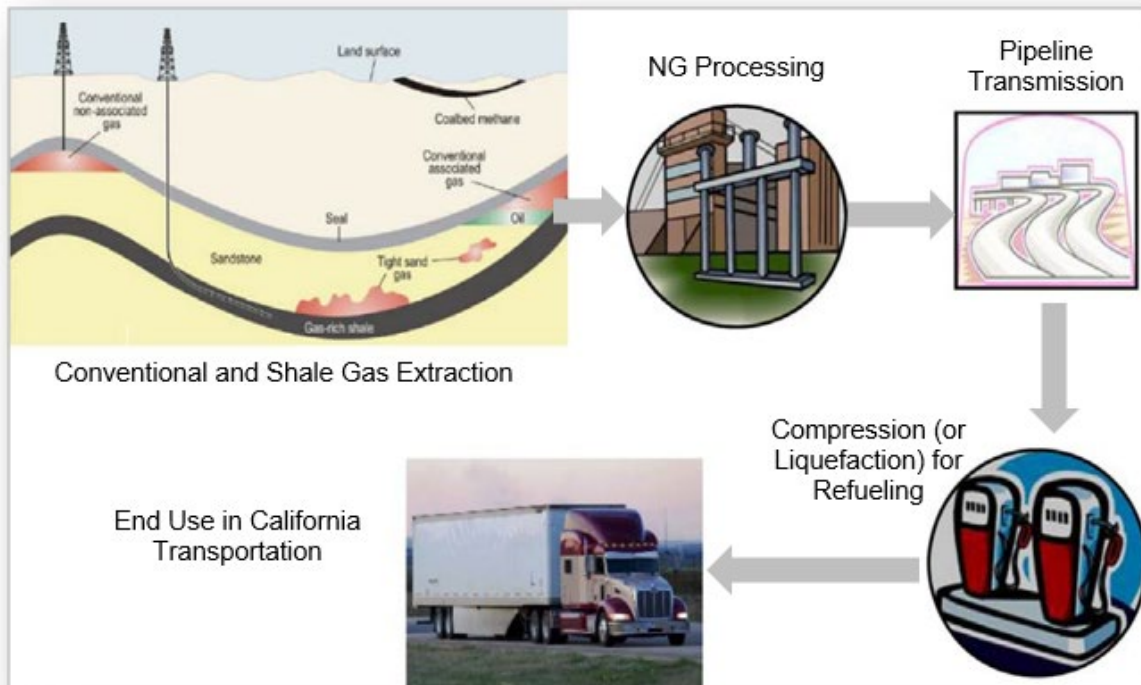 Land surface
Conventional
non-associated
gas
Coalbed methane
Conventional
associated
gas
Seal
Oil
Sandstone
Tight sand
gas
Gas-rich shale
Conventional and Shale Gas Extraction
NG Processing
Pipeline
Transmission
Compression (or
Liquefaction) for
Refueling
End Use in California
Transportation